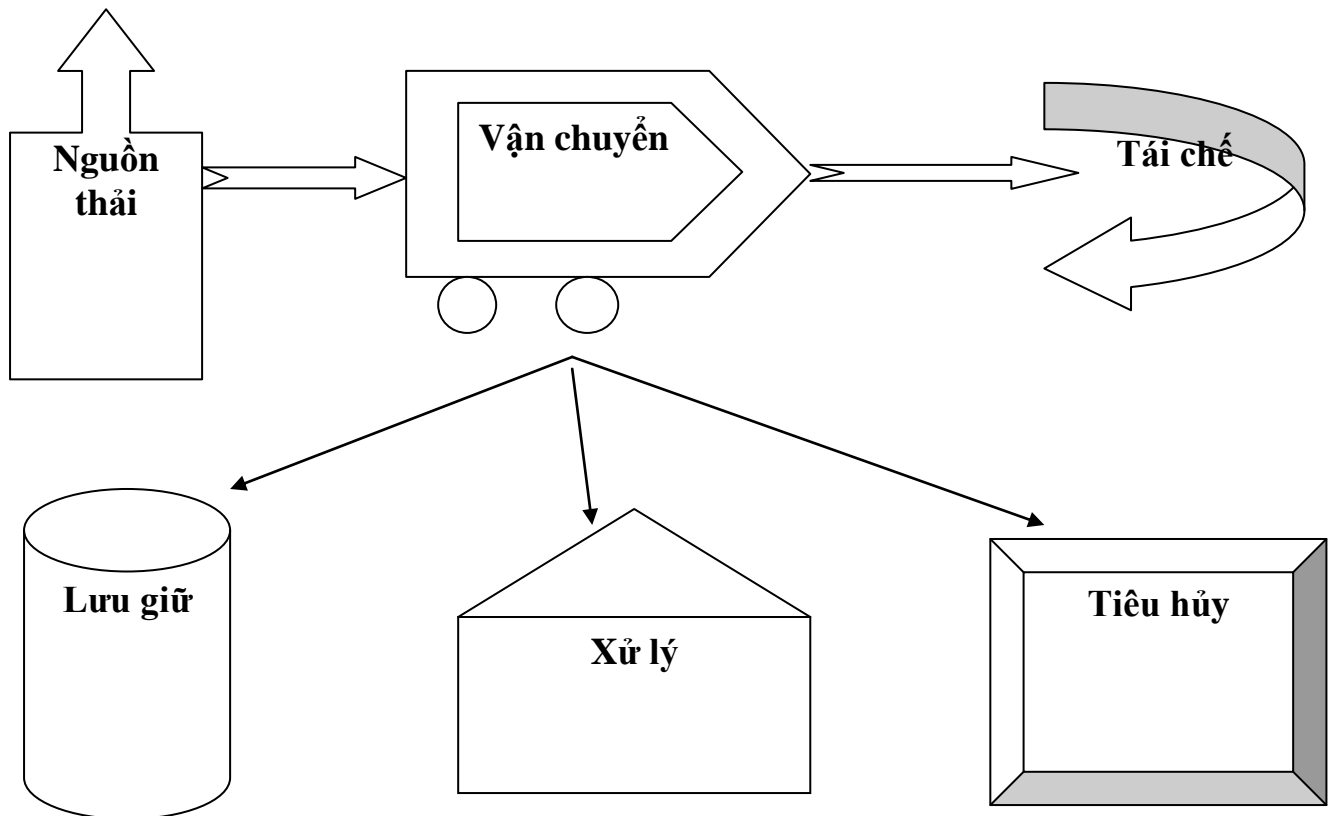 Nguồn
thải
Vận chuyển
Tái chế
Lưu giữ
Xử lý
Tiêu hủy